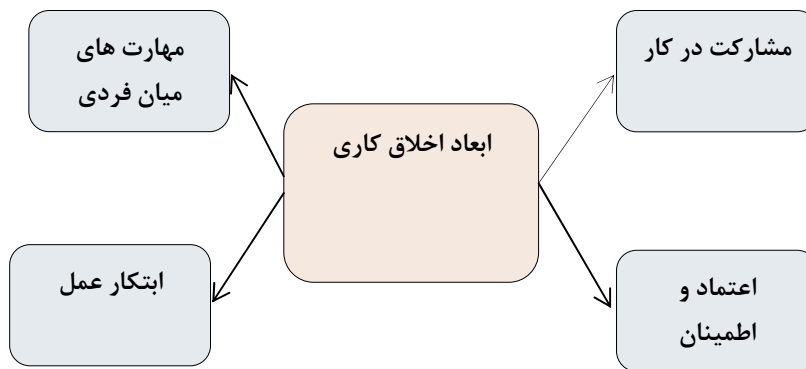 مشارکت در کار
مهارت های
میان فردی
ابعاد اخلاق کاری
اعتماد و
اطمینان
ابتکار عمل